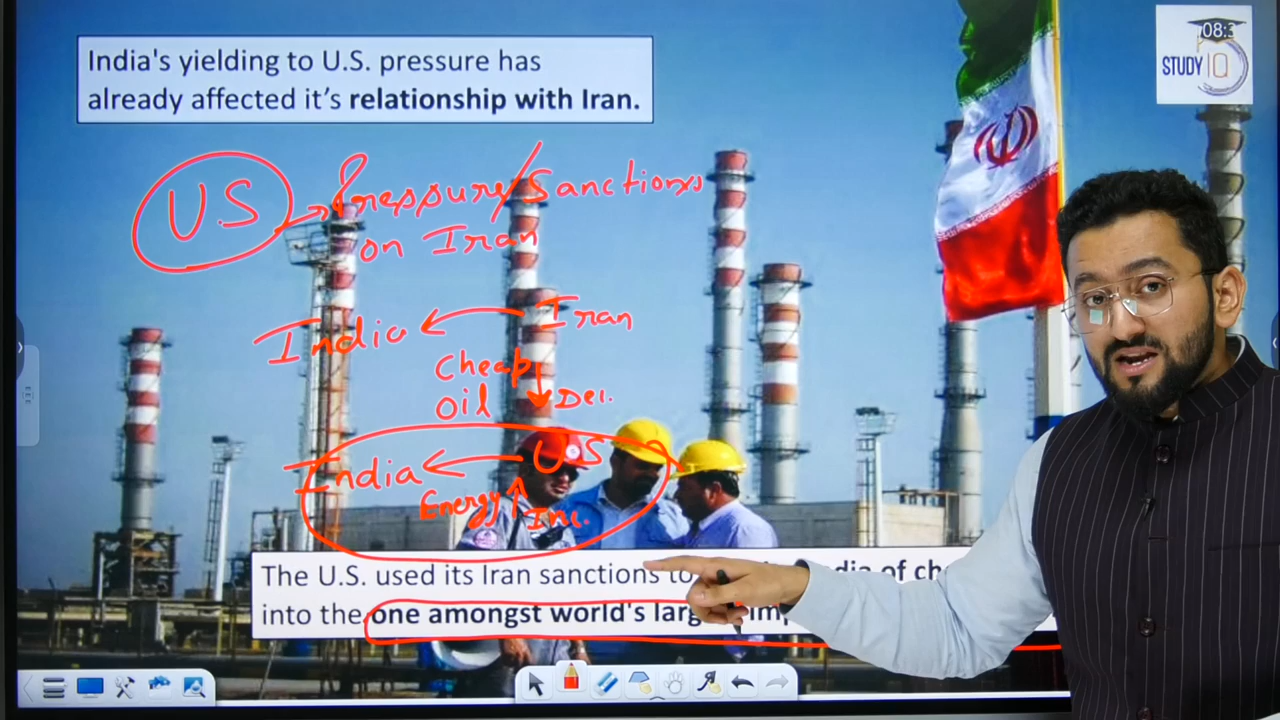 India's yielding to U.S. pressure has
already affected it's relationship with Iran.
08:3
STUDY IQ
US → Pressure/Sanctions
on Iran
India ← Iran
Cheap
Oil ↓ Dec.
India ← US
Energy ↑ Inc.
The U.S. used its Iran sanctions to India of
into the one amongst world's